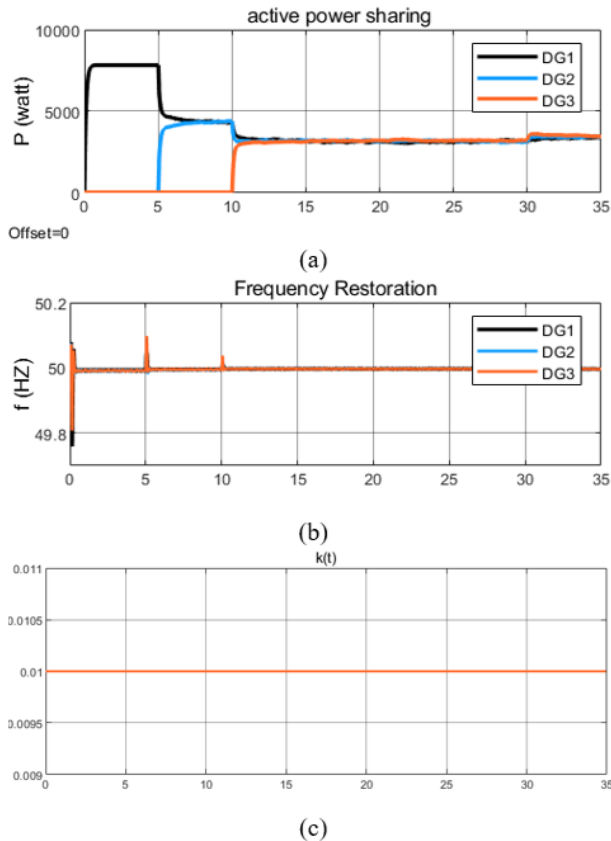 active power sharing
10000
5000
0
P (watt)
DG1
DG2
DG3
0 5 10 15 20 25 30 35
Offset=0
(a)
Frequency Restoration
50.2
50
49.8
f (HZ)
DG1
DG2
DG3
0 5 10 15 20 25 30 35
(b)
k(t)
0.011
0.0105
0.01
0.0095
0.009
0 5 10 15 20 25 30 35
(c)